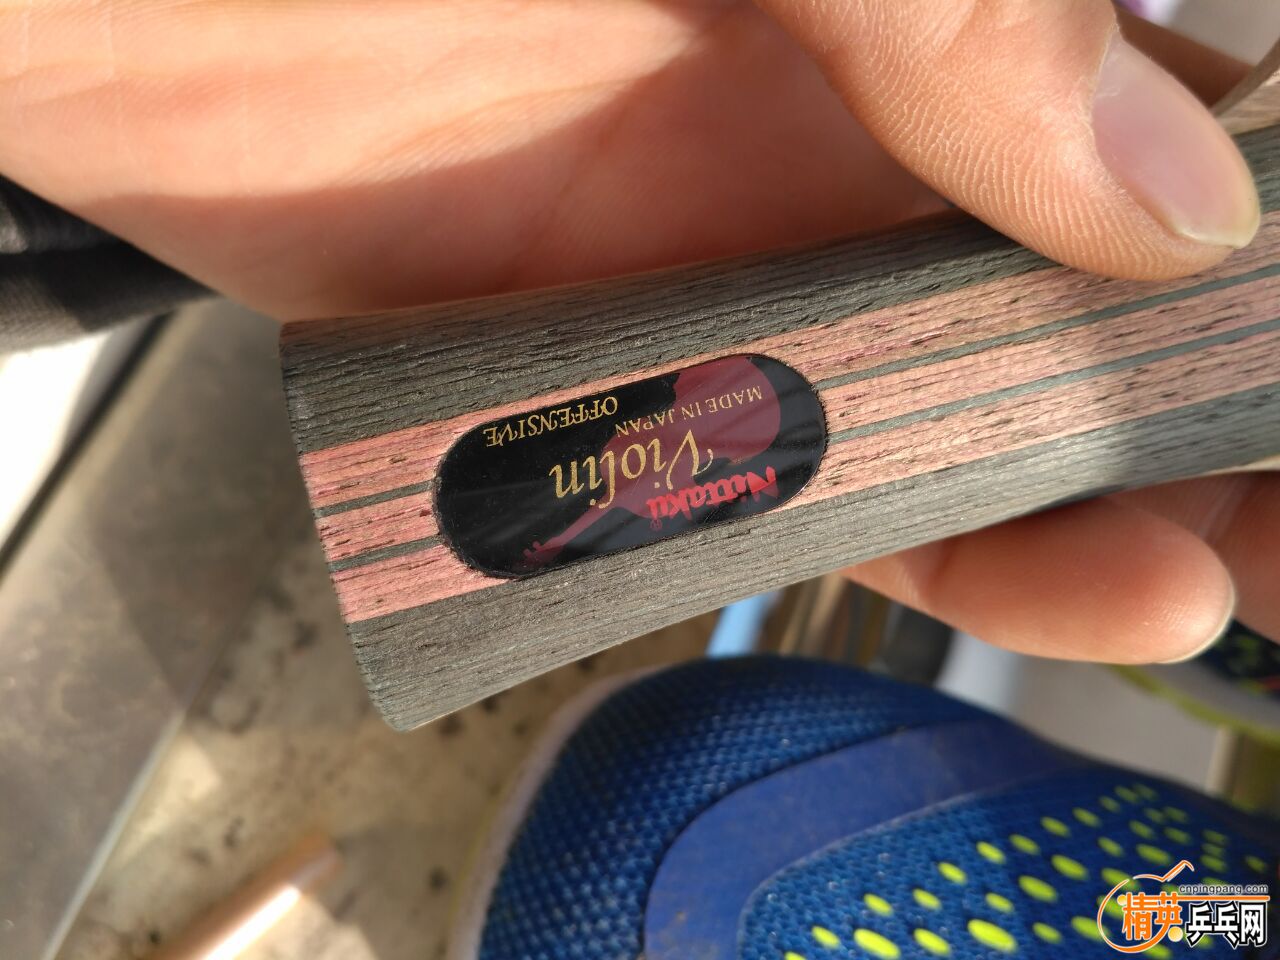 Nittaku®
Violin
MADE IN JAPAN
OFFENSIVE
cnpingpang.com
精英乒乓网